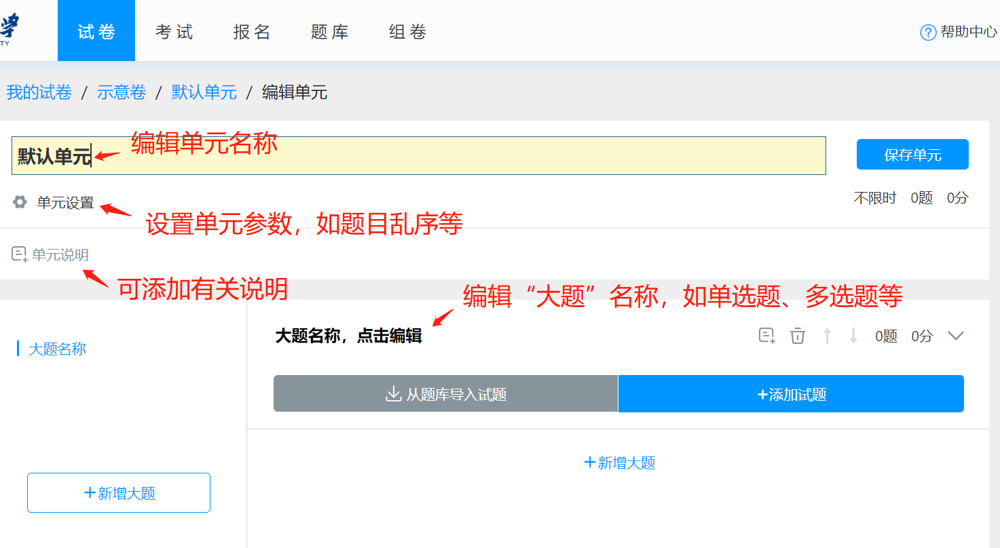 学
TY
试卷 考试 报名 题库 组卷 ? 帮助中心
我的试卷 / 示意卷 / 默认单元 / 编辑单元
编辑单元名称
默认单元
保存单元
单元设置
不限时 0题 0分
设置单元参数，如题目乱序等
单元说明
可添加有关说明
编辑“大题”名称，如单选题、多选题等
大题名称，点击编辑
0题 0分
大题名称
从题库导入试题
+添加试题
+新增大题
+新增大题